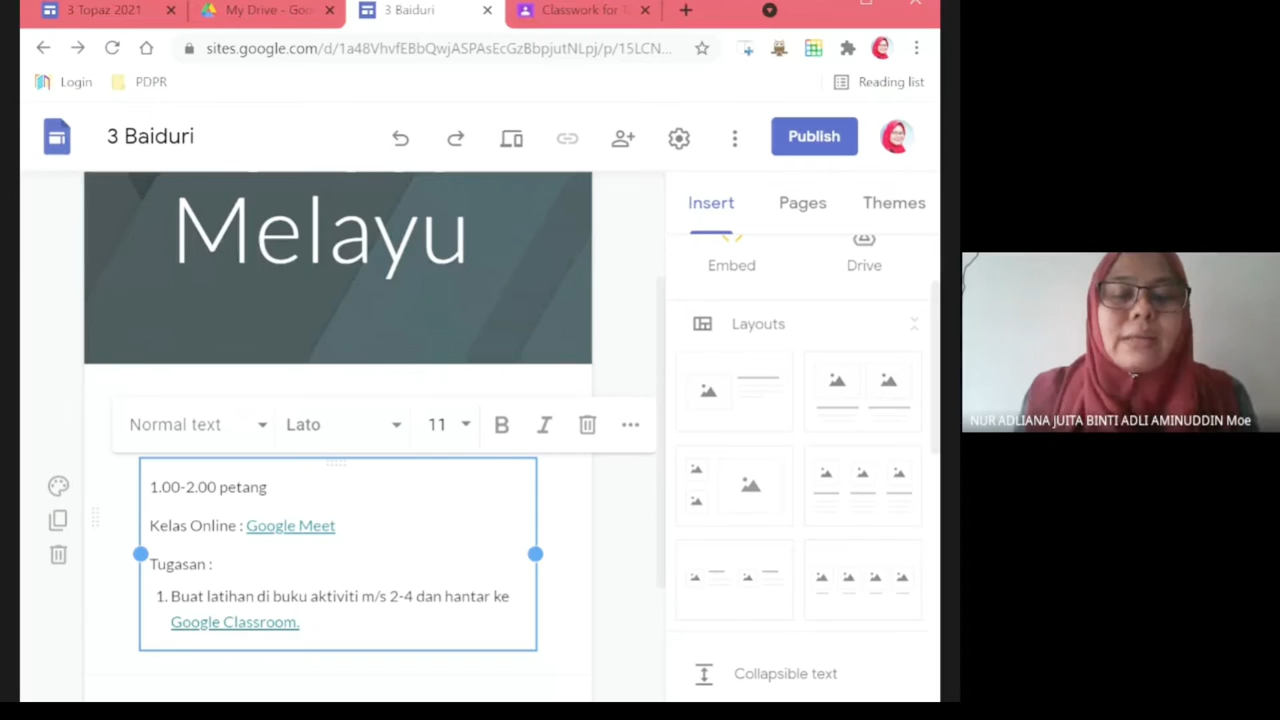 3 Topaz 2021
My Drive - Goo
3 Baiduri
Classwork for T
sites.google.com/d/1a48VhvfEBbQwjASPAsEcGzBbpjutNLpj/p/15LCN...
Login
PDPR
Reading list
3 Baiduri
Publish
Melayu
Insert
Pages
Themes
Embed
Drive
Layouts
Normal text
Lato
11
B
I
1.00-2.00 petang
Kelas Online : Google Meet
Tugasan :
1. Buat latihan di buku aktiviti m/s 2-4 dan hantar ke
Google Classroom.
Collapsible text
NUR ADLIANA JUITA BINTI ADLI AMINUDDIN Moe